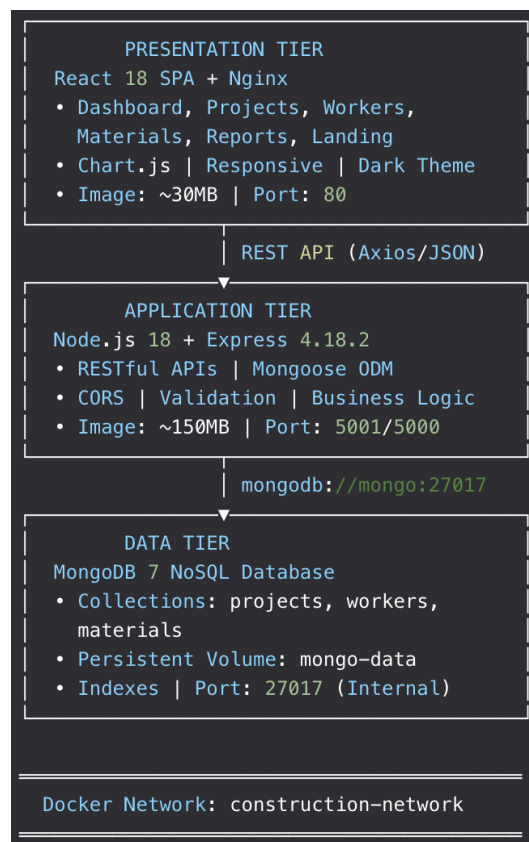 PRESENTATION TIER
React 18 SPA + Nginx
• Dashboard, Projects, Workers,
Materials, Reports, Landing
• Chart.js | Responsive | Dark Theme
• Image: ~30MB | Port: 80
REST API (Axios/JSON)
APPLICATION TIER
Node.js 18 + Express 4.18.2
• RESTful APIs | Mongoose ODM
• CORS | Validation | Business Logic
• Image: ~150MB | Port: 5001/5000
mongodb://mongo:27017
DATA TIER
MongoDB 7 NoSQL Database
• Collections: projects, workers,
materials
• Persistent Volume: mongo-data
• Indexes | Port: 27017 (Internal)
Docker Network: construction-network